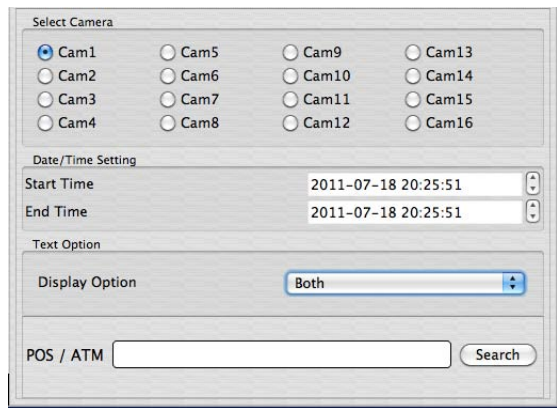 Select Camera
Cam1 Cam5 Cam9 Cam13
Cam2 Cam6 Cam10 Cam14
Cam3 Cam7 Cam11 Cam15
Cam4 Cam8 Cam12 Cam16
Date/Time Setting
Start Time 2011-07-18 20:25:51
End Time 2011-07-18 20:25:51
Text Option
Display Option Both
POS / ATM Search